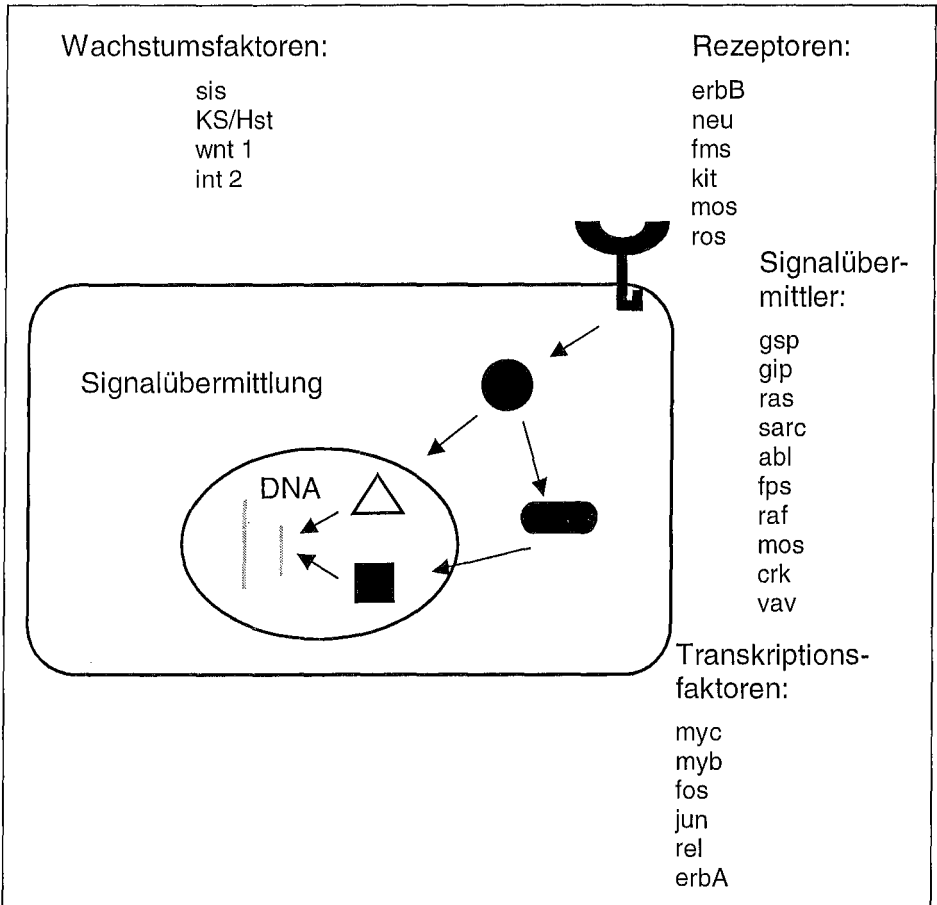 Wachstumsfaktoren:
sis
KS/Hst
wnt 1
int 2
Rezeptoren:
erbB
neu
fms
kit
mos
ros
Signalüber-
mittler:
gsp
gip
ras
sarc
abl
fps
raf
mos
crk
vav
Signalübermittlung
DNA
Transkriptions-
faktoren:
myc
myb
fos
jun
rel
erbA